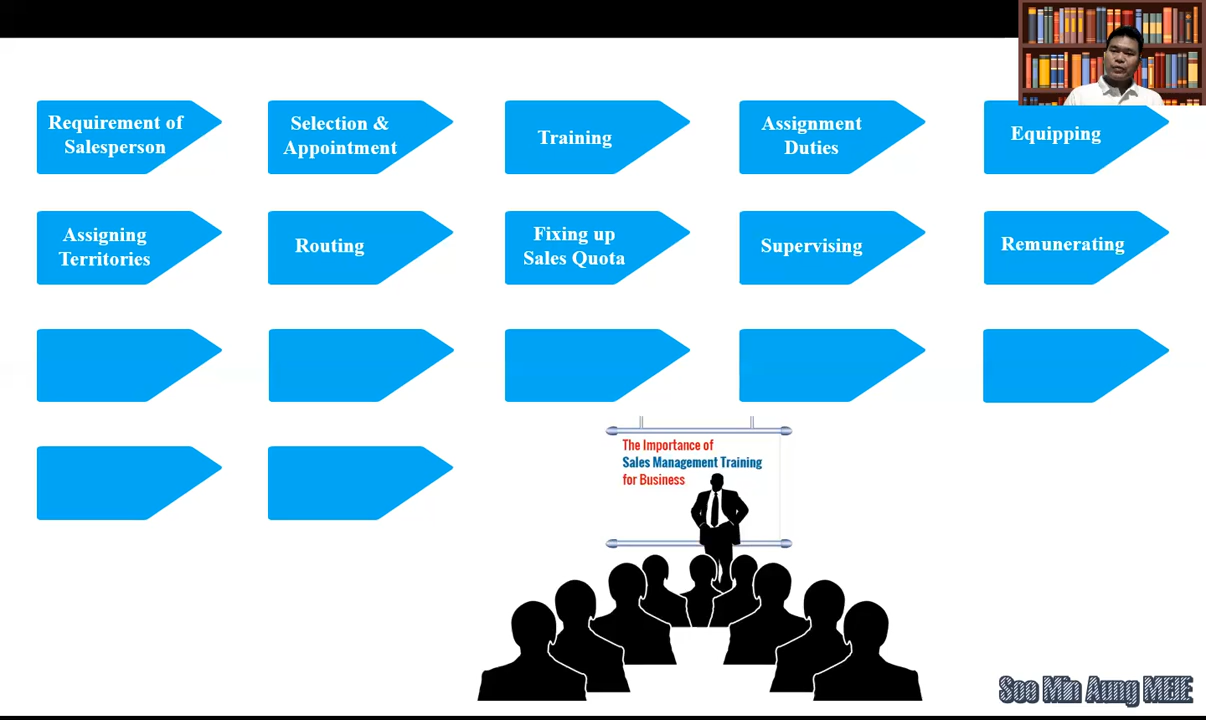 Requirement of
Salesperson
Selection &
Appointment
Training
Assignment
Duties
Equipping
Assigning
Territories
Routing
Fixing up
Sales Quota
Supervising
Remunerating
The Importance of
Sales Management Training
for Business
Soe Min Aung MEIE